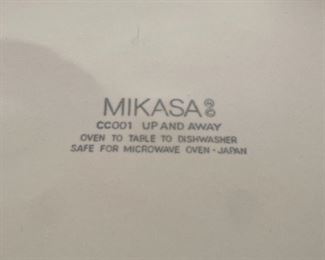 MIKASA
CC001 UP AND AWAY
OVEN TO TABLE TO DISHWASHER
SAFE FOR MICROWAVE OVEN - JAPAN